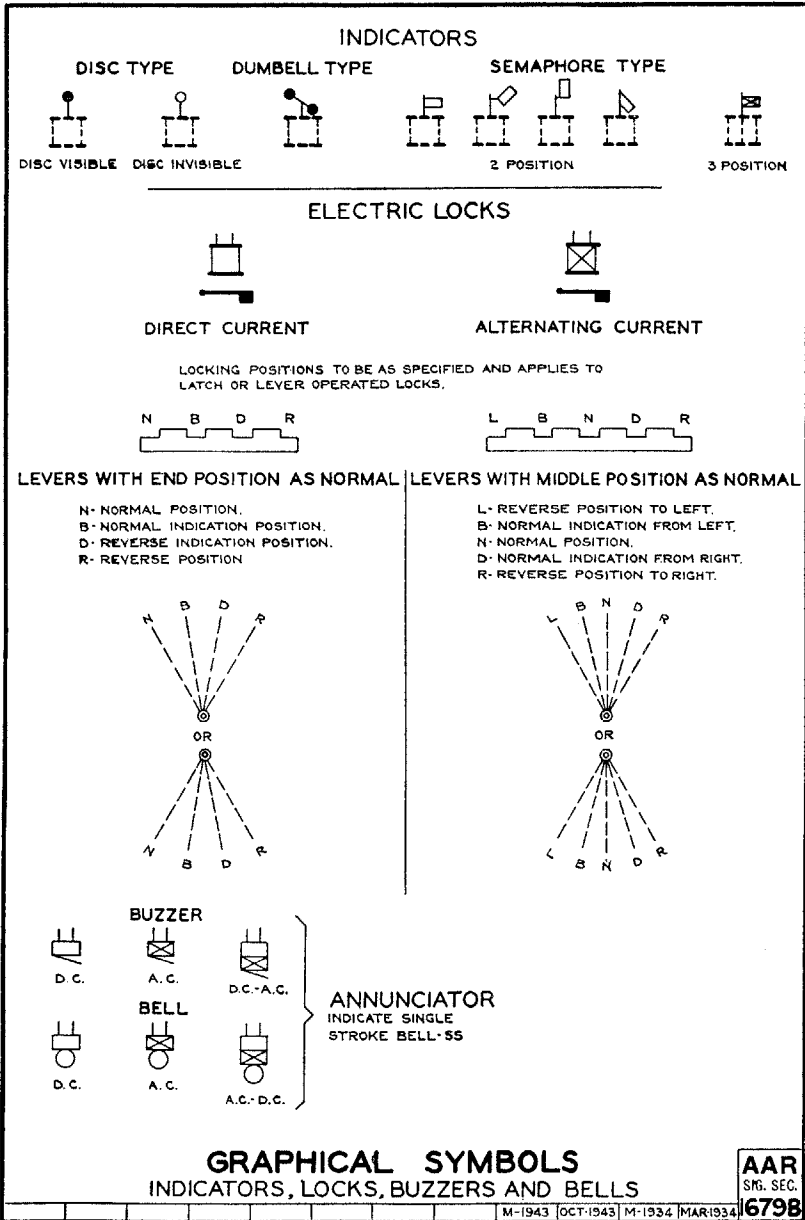 INDICATORS
DISC TYPE DUMBELL TYPE SEMAPHORE TYPE
DISC VISIBLE DISC INVISIBLE 2 POSITION 3 POSITION
ELECTRIC LOCKS
DIRECT CURRENT ALTERNATING CURRENT
LOCKING POSITIONS TO BE AS SPECIFIED AND APPLIES TO
LATCH OR LEVER OPERATED LOCKS.
N B D R
LEVERS WITH END POSITION AS NORMAL
N- NORMAL POSITION.
B- NORMAL INDICATION POSITION.
D- REVERSE INDICATION POSITION.
R- REVERSE POSITION
N B D R
OR
N B D R
L B N D R
LEVERS WITH MIDDLE POSITION AS NORMAL
L- REVERSE POSITION TO LEFT.
B- NORMAL INDICATION FROM LEFT.
N- NORMAL POSITION.
D- NORMAL INDICATION FROM RIGHT.
R- REVERSE POSITION TO RIGHT.
L B N D R
OR
L B N D R
BUZZER
D.C. A.C. D.C.-A.C.
BELL
D.C. A.C. A.C.-D.C.
ANNUNCIATOR
INDICATE SINGLE
STROKE BELL-SS
GRAPHICAL SYMBOLS
INDICATORS, LOCKS, BUZZERS AND BELLS
M-1943 OCT-1943 M-1934 MAR-1934
AAR
SIG. SEC.
1679B